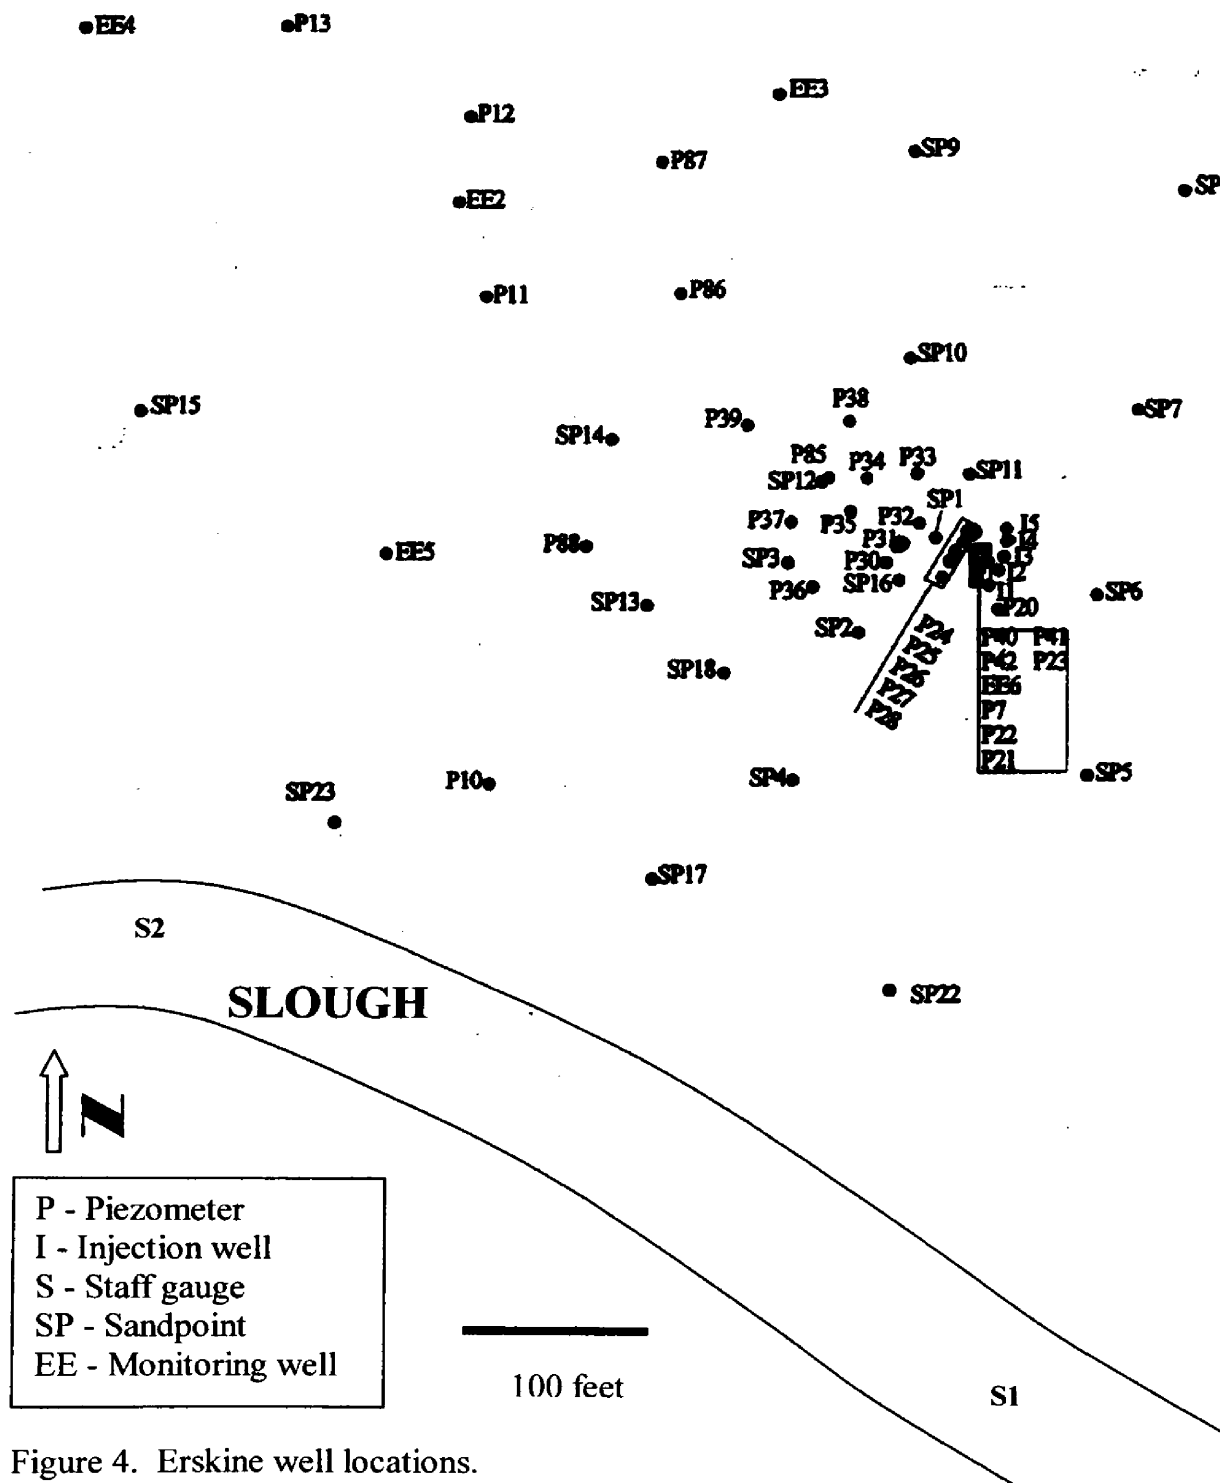 EE4 P13
EE3
P12
SP9
P87
SP
EE2
P11 P86
SP10
P38
SP15 SP7
P39
SP14
P85 P34 P33
SP12 SP11
SP1
P37 P35 P32 I5
P31 I4
P88
EE5 SP3 P30 I3
I2
P36 SP16 I1
SP13 SP6
P20
SP2 P24
P25
P26
P27
P28
P40 P41
P42 P23
EE6
P7
P22
P21
SP18
SP23 P10 SP4 SP5
SP17
S2
SLOUGH
SP22
N
P - Piezometer
I - Injection well
S - Staff gauge
SP - Sandpoint
EE - Monitoring well
100 feet
S1
Figure 4. Erskine well locations.